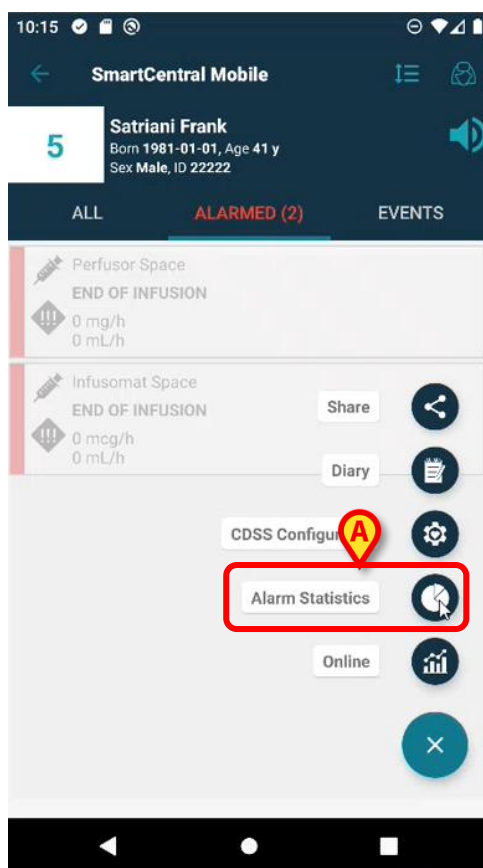 10:15
SmartCentral Mobile
5
Satriani Frank
Born 1981-01-01, Age 41 y
Sex Male, ID 22222
ALL ALARMED (2) EVENTS
Perfusor Space
END OF INFUSION
!!!
0 mg/h
0 mL/h
Infusomat Space
END OF INFUSION
!!!
0 mcg/h
0 mL/h
Share
Diary
CDSS Configur
A
Alarm Statistics
Online